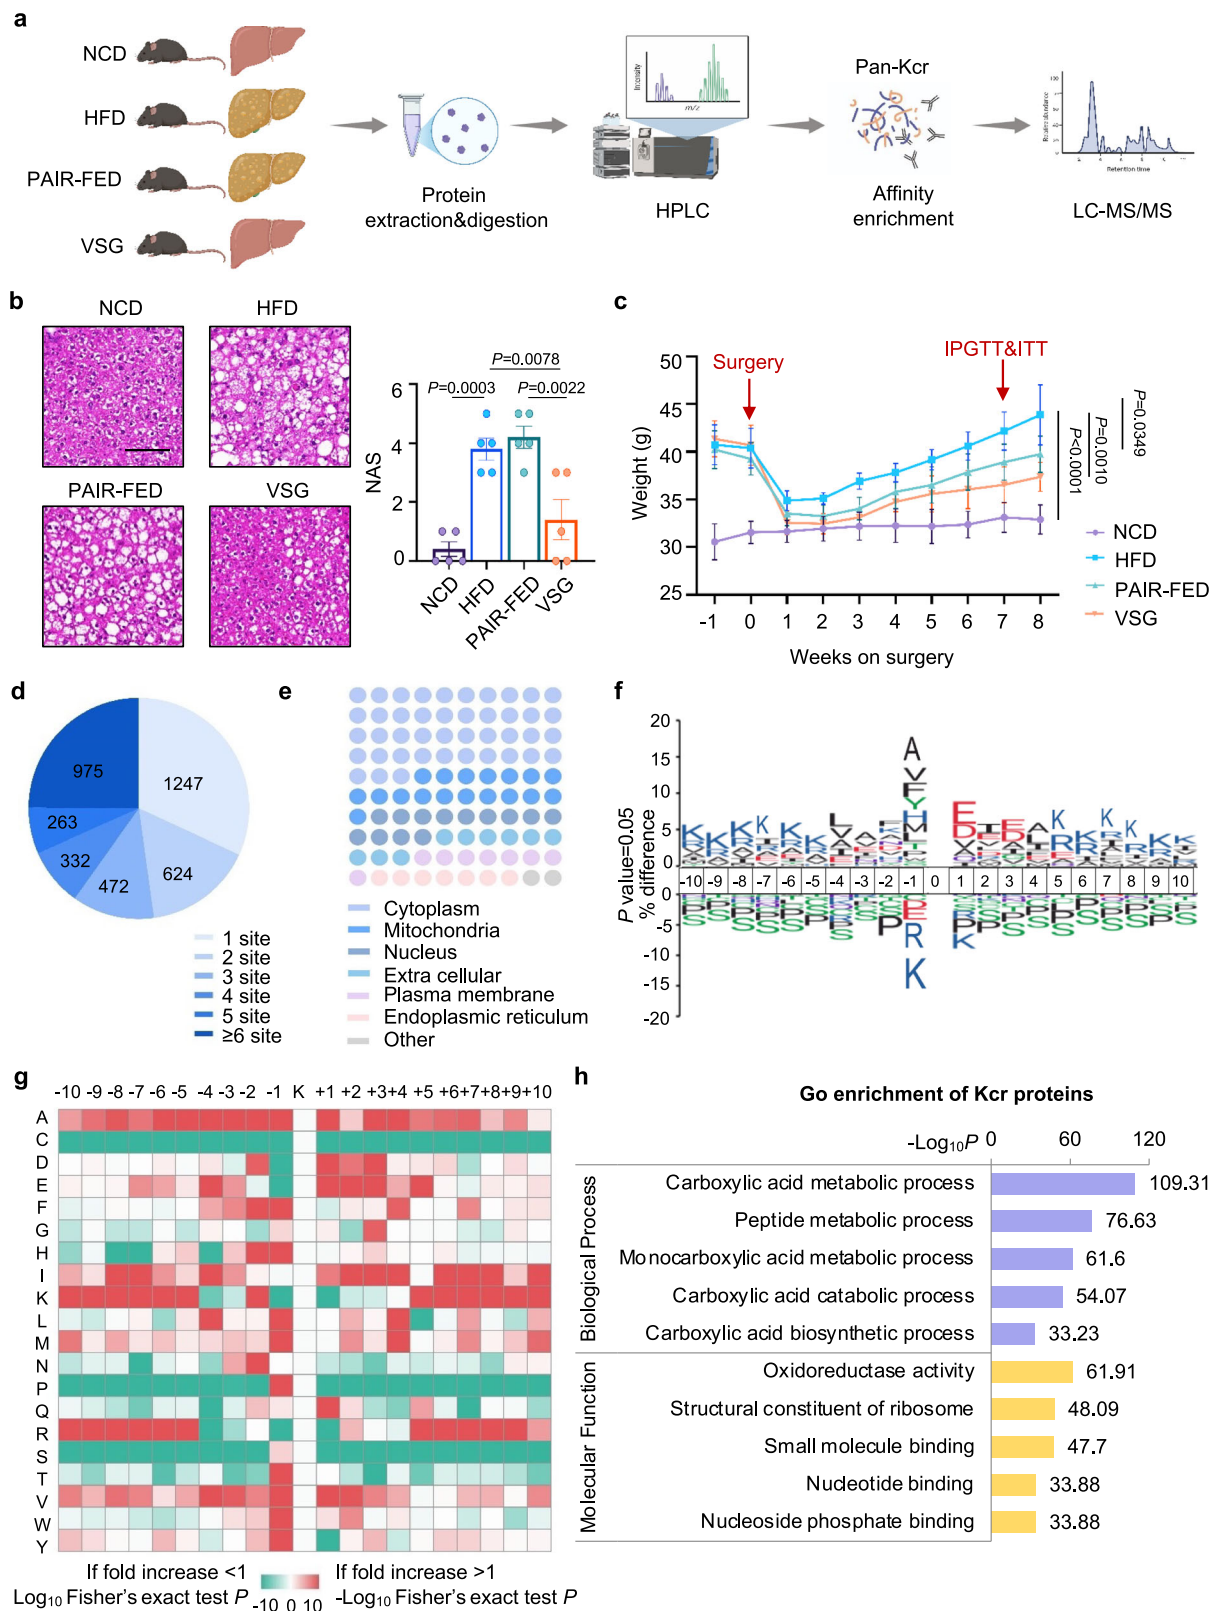 a
NCD
HFD
PAIR-FED
VSG
Protein
extraction&digestion
Intensity
m/z
HPLC
Pan-Kcr
Affinity
enrichment
Retention time
LC-MS/MS
b
NCD
HFD
PAIR-FED
VSG
P=0.0078
P=0.0003
P=0.0022
NAS
6
4
2
0
NCD
HFD
PAIR-FED
VSG
c
Surgery
IPGTT&ITT
Weight (g)
50
45
40
35
30
25
-1 0 1 2 3 4 5 6 7 8
Weeks on surgery
P<0.0001
P=0.0010
P=0.0349
NCD
HFD
PAIR-FED
VSG
d
975
1247
263
332
472
624
1 site
2 site
3 site
4 site
5 site
≥6 site
e
Cytoplasm
Mitochondria
Nucleus
Extra cellular
Plasma membrane
Endoplasmic reticulum
Other
f
P value=0.05
% difference
20
15
10
5
0
0
-5
-10
-15
-20
-10 -9 -8 -7 -6 -5 -4 -3 -2 -1 0 1 2 3 4 5 6 7 8 9 10
g
-10 -9 -8 -7 -6 -5 -4 -3 -2 -1 K +1 +2 +3 +4 +5 +6 +7 +8 +9 +10
A
C
D
E
F
G
H
I
K
L
M
N
P
Q
R
S
T
V
W
Y
If fold increase <1
Log₁₀ Fisher's exact test P
-10 0 10
If fold increase >1
-Log₁₀ Fisher's exact test P
h
Go enrichment of Kcr proteins
-Log₁₀P 0 60 120
Biological Process
Carboxylic acid metabolic process 109.31
Peptide metabolic process 76.63
Monocarboxylic acid metabolic process 61.6
Carboxylic acid catabolic process 54.07
Carboxylic acid biosynthetic process 33.23
Molecular Function
Oxidoreductase activity 61.91
Structural constituent of ribosome 48.09
Small molecule binding 47.7
Nucleotide binding 33.88
Nucleoside phosphate binding 33.88